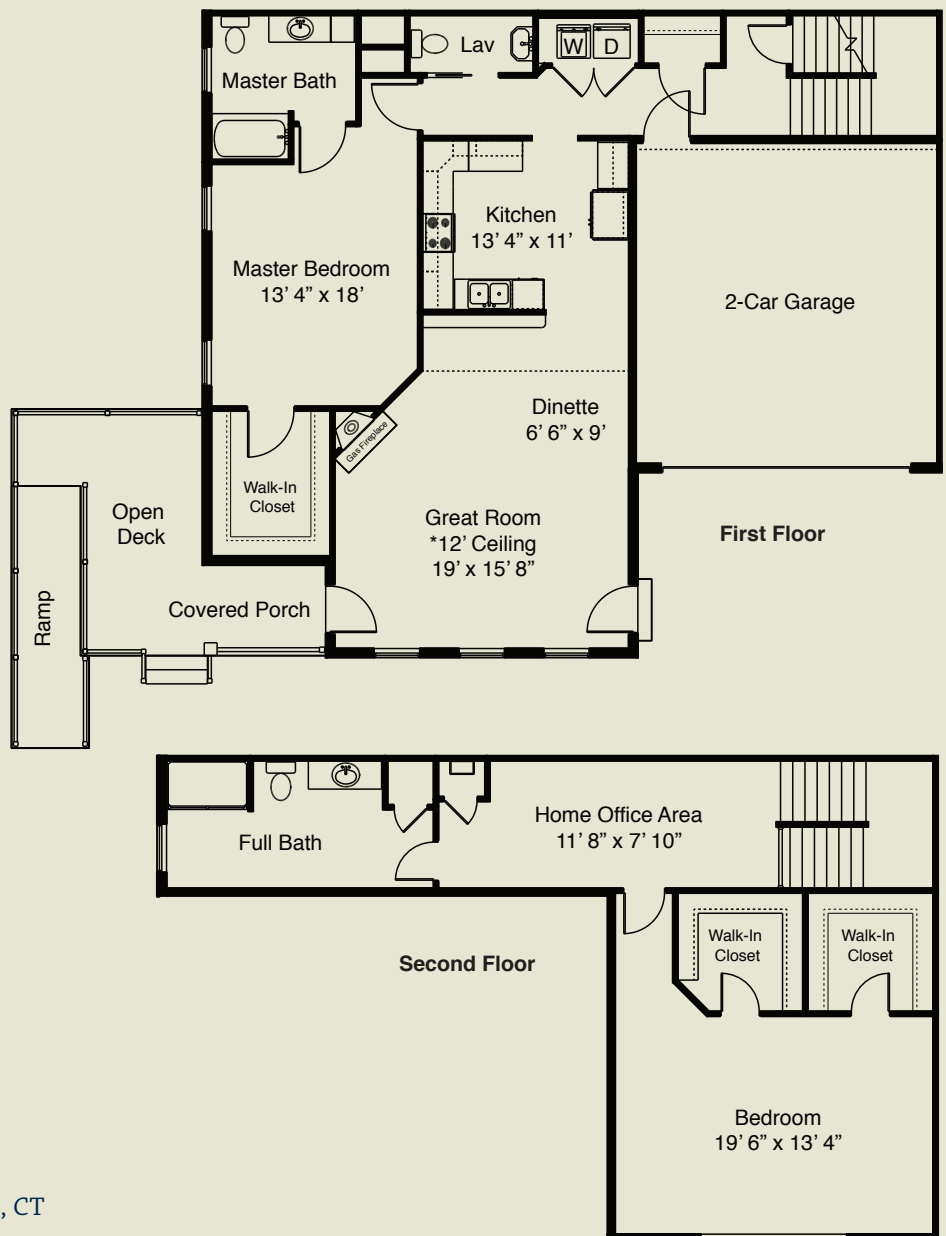 Master Bath
Lav
W
D
Kitchen
13’ 4” x 11’
Master Bedroom
13’ 4” x 18’
2-Car Garage
Dinette
6’ 6” x 9’
Gas Fireplace
Walk-In
Closet
Open
Deck
Great Room
*12’ Ceiling
19’ x 15’ 8”
First Floor
Ramp
Covered Porch
Full Bath
Home Office Area
11’ 8” x 7’ 10”
Walk-In
Closet
Walk-In
Closet
Second Floor
Bedroom
19’ 6” x 13’ 4”
, CT